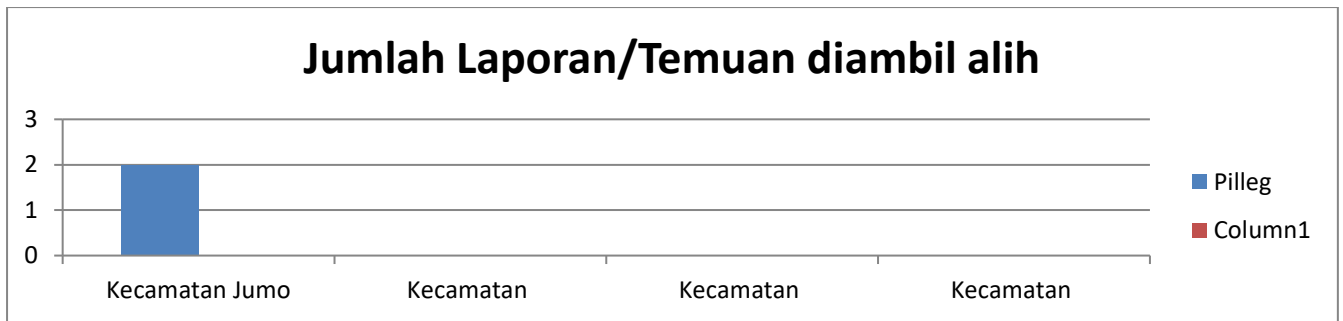 Jumlah Laporan/Temuan diambil alih
3
2
1
0
Kecamatan Jumo Kecamatan Kecamatan Kecamatan
Pilleg
Column1